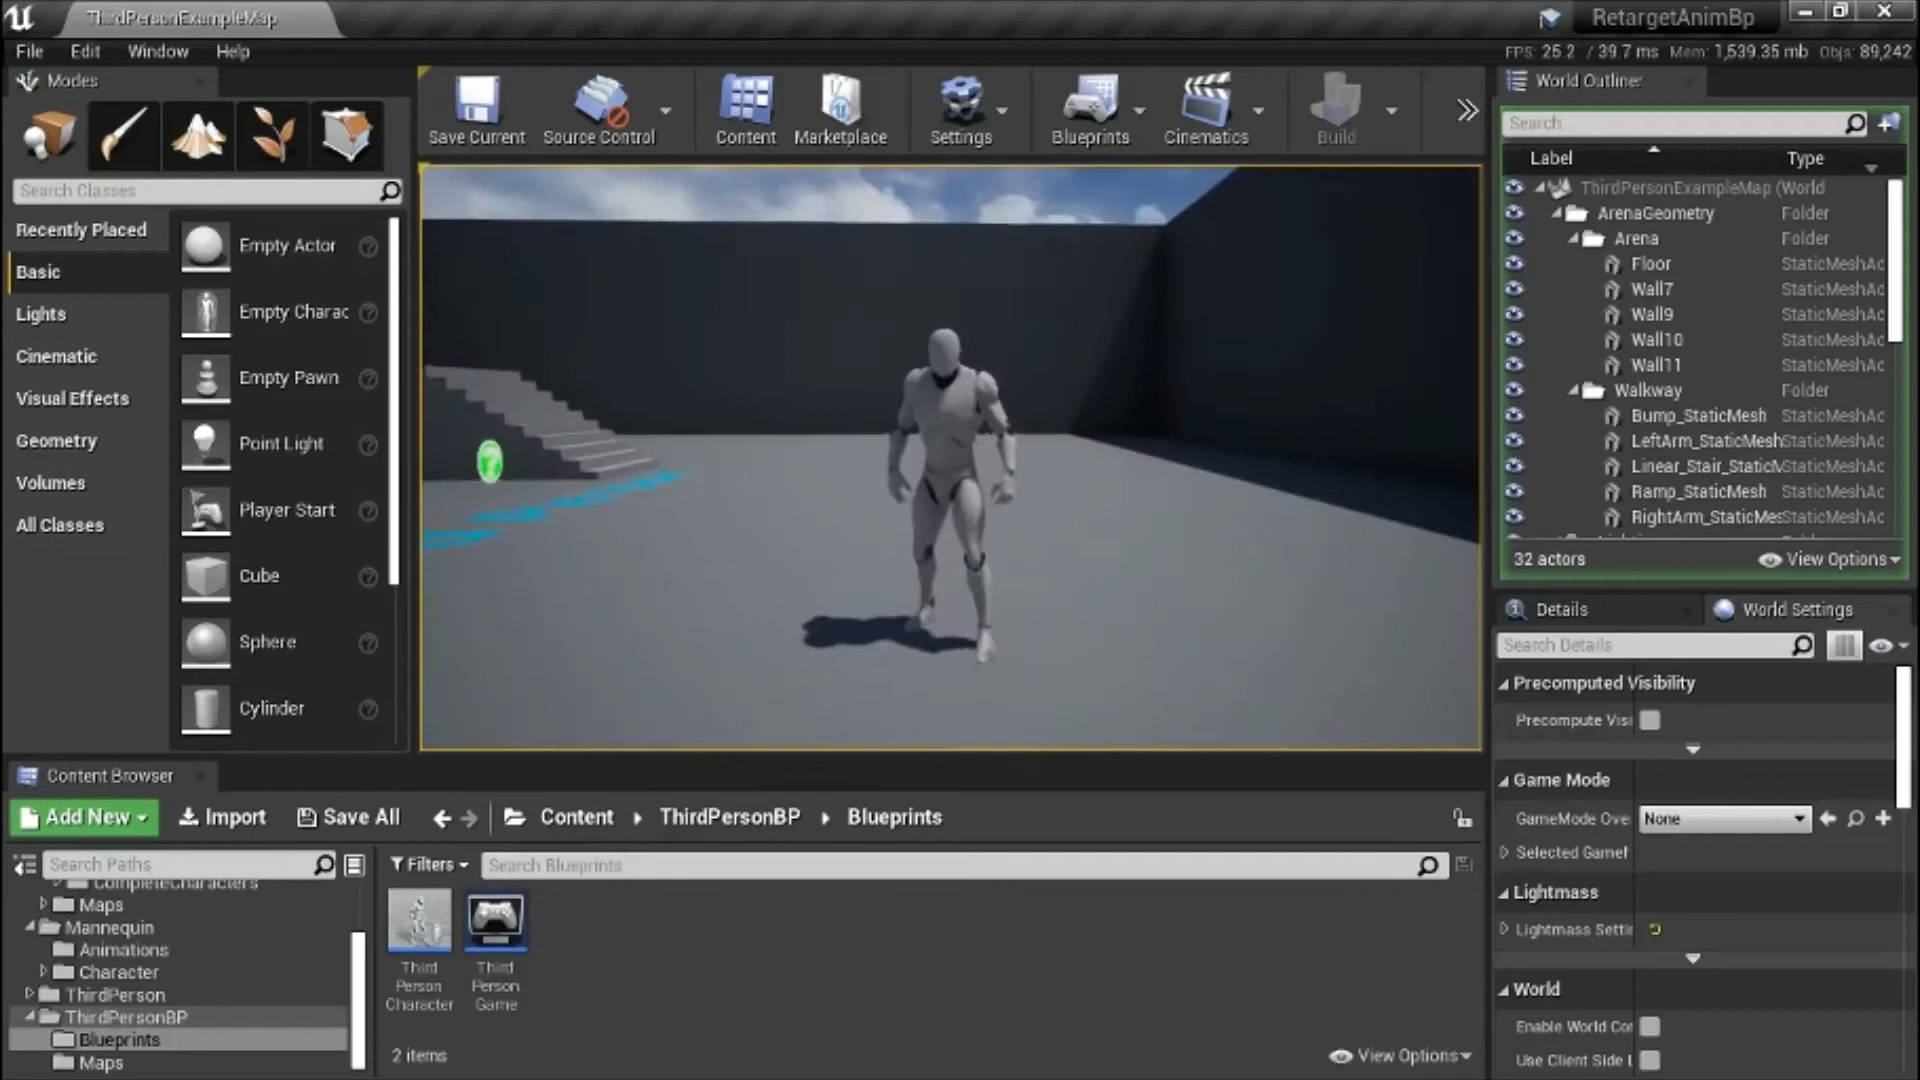 ThirdPersonExampleMap
RetargetAnimBp
File Edit Window Help
FPS: 25.2 / 39.7 ms Mem: 1,539.35 mb Objs: 89,242
Modes
Save Current
Source Control
Content
Marketplace
Settings
Blueprints
Cinematics
Build
World Outliner
Search
Label Type
ThirdPersonExampleMap (World
ArenaGeometry Folder
Arena Folder
Floor StaticMeshAc
Wall7 StaticMeshAc
Wall9 StaticMeshAc
Wall10 StaticMeshAc
Wall11 StaticMeshAc
Walkway Folder
Bump_StaticMesh StaticMeshAc
LeftArm_StaticMesh StaticMeshAc
Linear_Stair_StaticM StaticMeshAc
Ramp_StaticMesh StaticMeshAc
RightArm_StaticMes StaticMeshAc
32 actors View Options
Search Classes
Recently Placed
Basic
Lights
Cinematic
Visual Effects
Geometry
Volumes
All Classes
Empty Actor
Empty Charac
Empty Pawn
Point Light
Player Start
Cube
Sphere
Cylinder
Details World Settings
Search Details
Precomputed Visibility
Precompute Visi
Game Mode
GameMode Ove None
Selected GameM
Lightmass
Lightmass Settin
World
Enable World Cor
Use Client Side L
Content Browser
Add New Import Save All Content ThirdPersonBP Blueprints
Search Paths
Filters Search Blueprints
CompleteCharacters
Maps
Mannequin
Animations
Character
ThirdPerson
ThirdPersonBP
Blueprints
Maps
Third
Person
Character
Third
Person
Game
2 items View Options